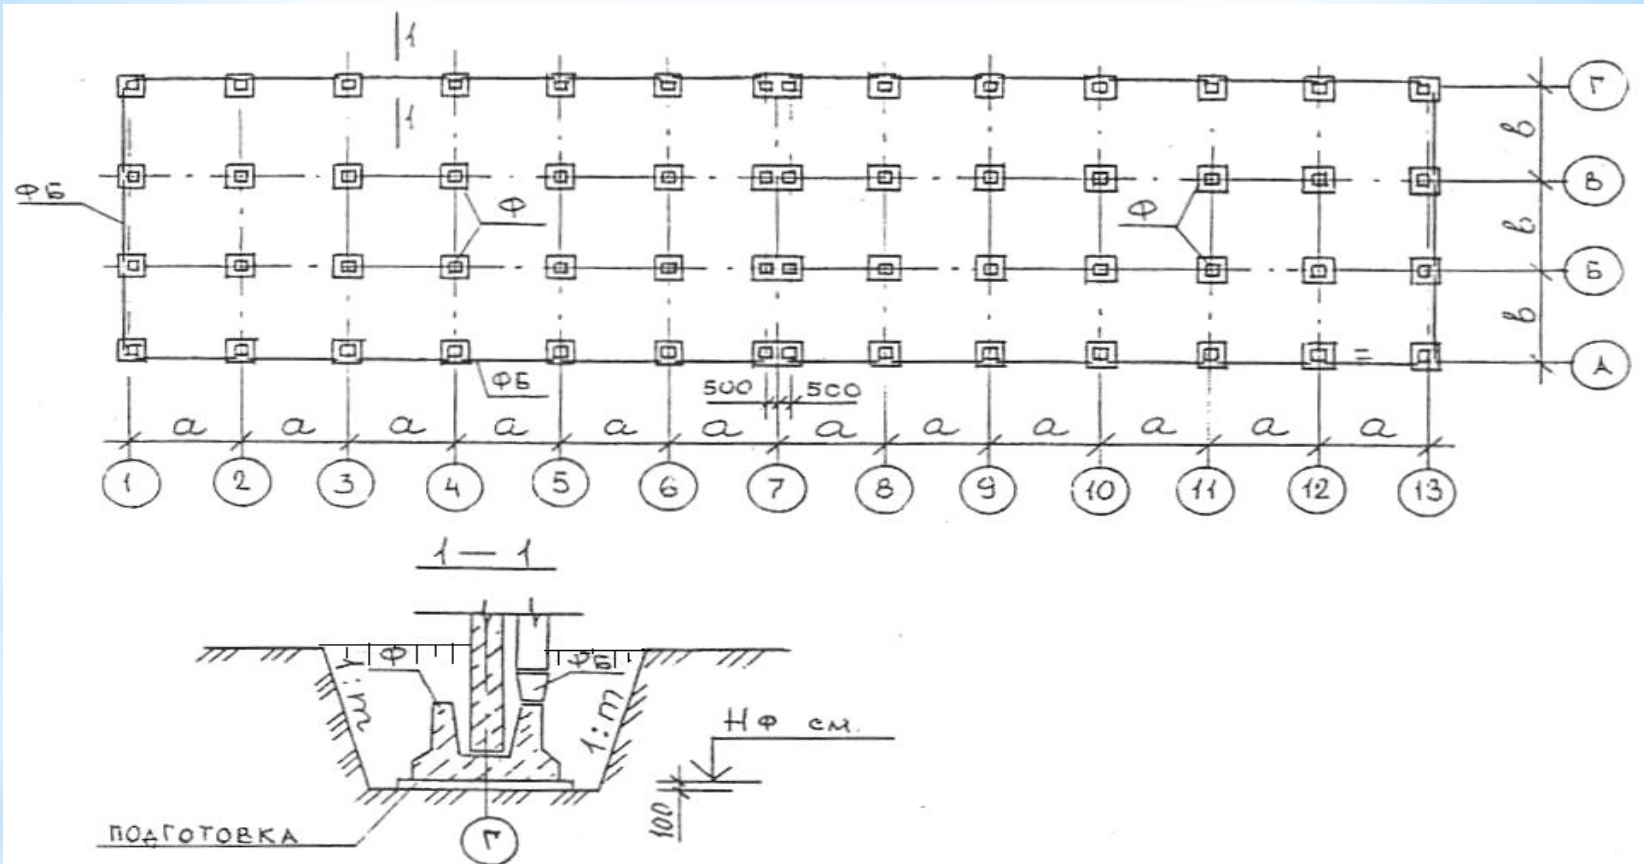 1
1
Г
В
Б
А
в
в
в
ФБ
Ф
Ф
ФБ
500 500
а а а а а а а а а а а а
1 2 3 4 5 6 7 8 9 10 11 12 13
1 — 1
Ф
ФБ
1:m
1:m
Нф см.
100
ПОДГОТОВКА
Г